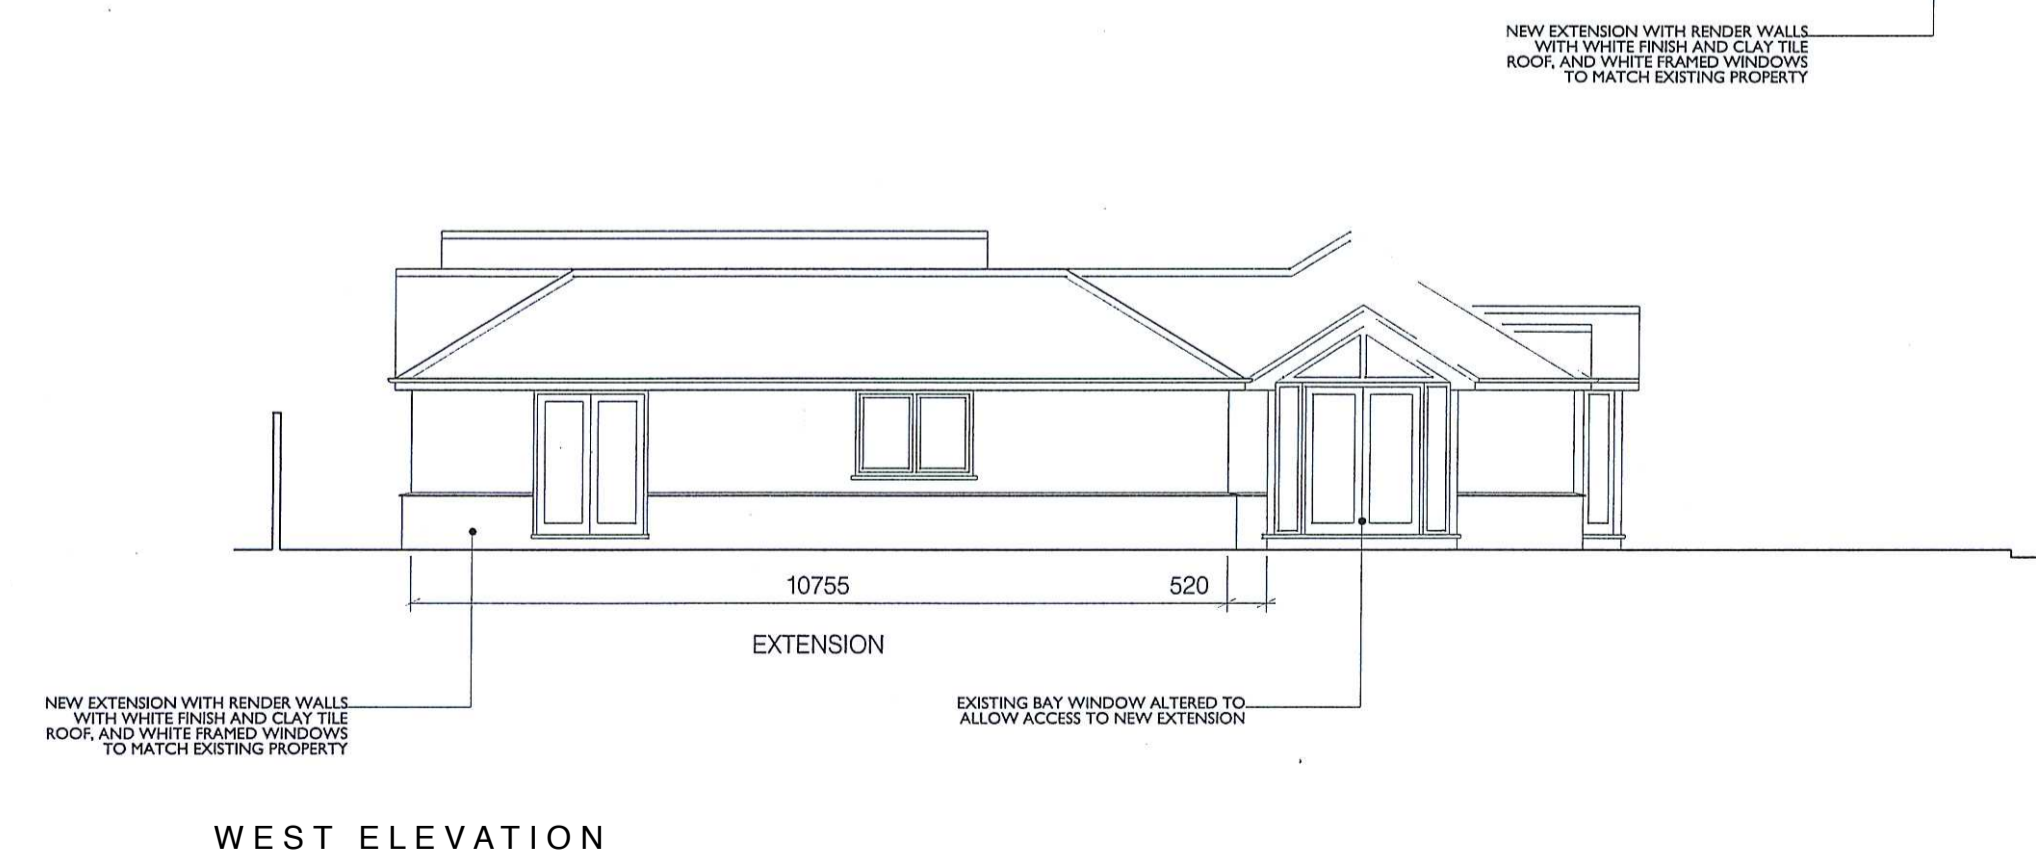 NEW EXTENSION WITH RENDER WALLS
WITH WHITE FINISH AND CLAY TILE
ROOF, AND WHITE FRAMED WINDOWS
TO MATCH EXISTING PROPERTY
10755
520
EXTENSION
NEW EXTENSION WITH RENDER WALLS
WITH WHITE FINISH AND CLAY TILE
ROOF, AND WHITE FRAMED WINDOWS
TO MATCH EXISTING PROPERTY
EXISTING BAY WINDOW ALTERED TO
ALLOW ACCESS TO NEW EXTENSION
WEST ELEVATION